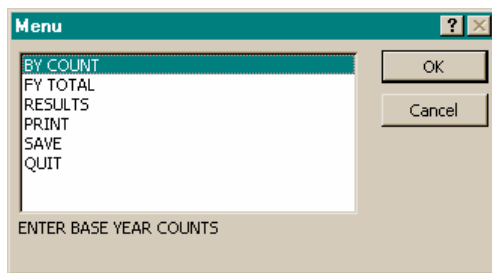 Menu
BY COUNT
FY TOTAL
RESULTS
PRINT
SAVE
QUIT
OK
Cancel
ENTER BASE YEAR COUNTS